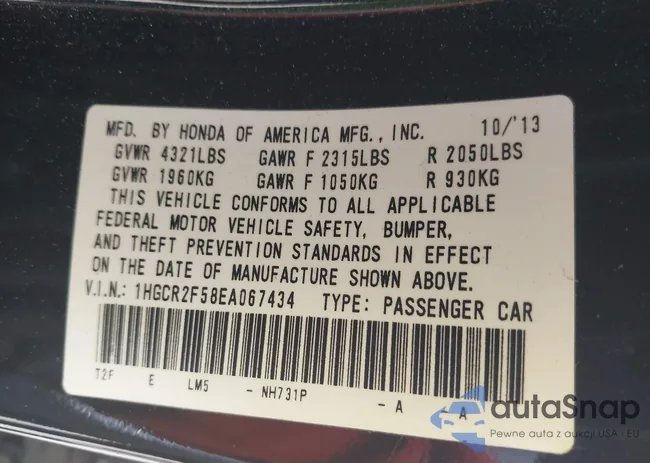 MFD. BY HONDA OF AMERICA MFG., INC. 10/'13
GVWR 4321LBS GAWR F 2315LBS R 2050LBS
GVWR 1960KG GAWR F 1050KG R 930KG
THIS VEHICLE CONFORMS TO ALL APPLICABLE
FEDERAL MOTOR VEHICLE SAFETY, BUMPER,
AND THEFT PREVENTION STANDARDS IN EFFECT
ON THE DATE OF MANUFACTURE SHOWN ABOVE.
V.I.N.: 1HGCR2F58EA067434 TYPE: PASSENGER CAR
T2F E LM5 - NH731P - A - A
autaSnap
Pewne auta z aukcji USA - EU